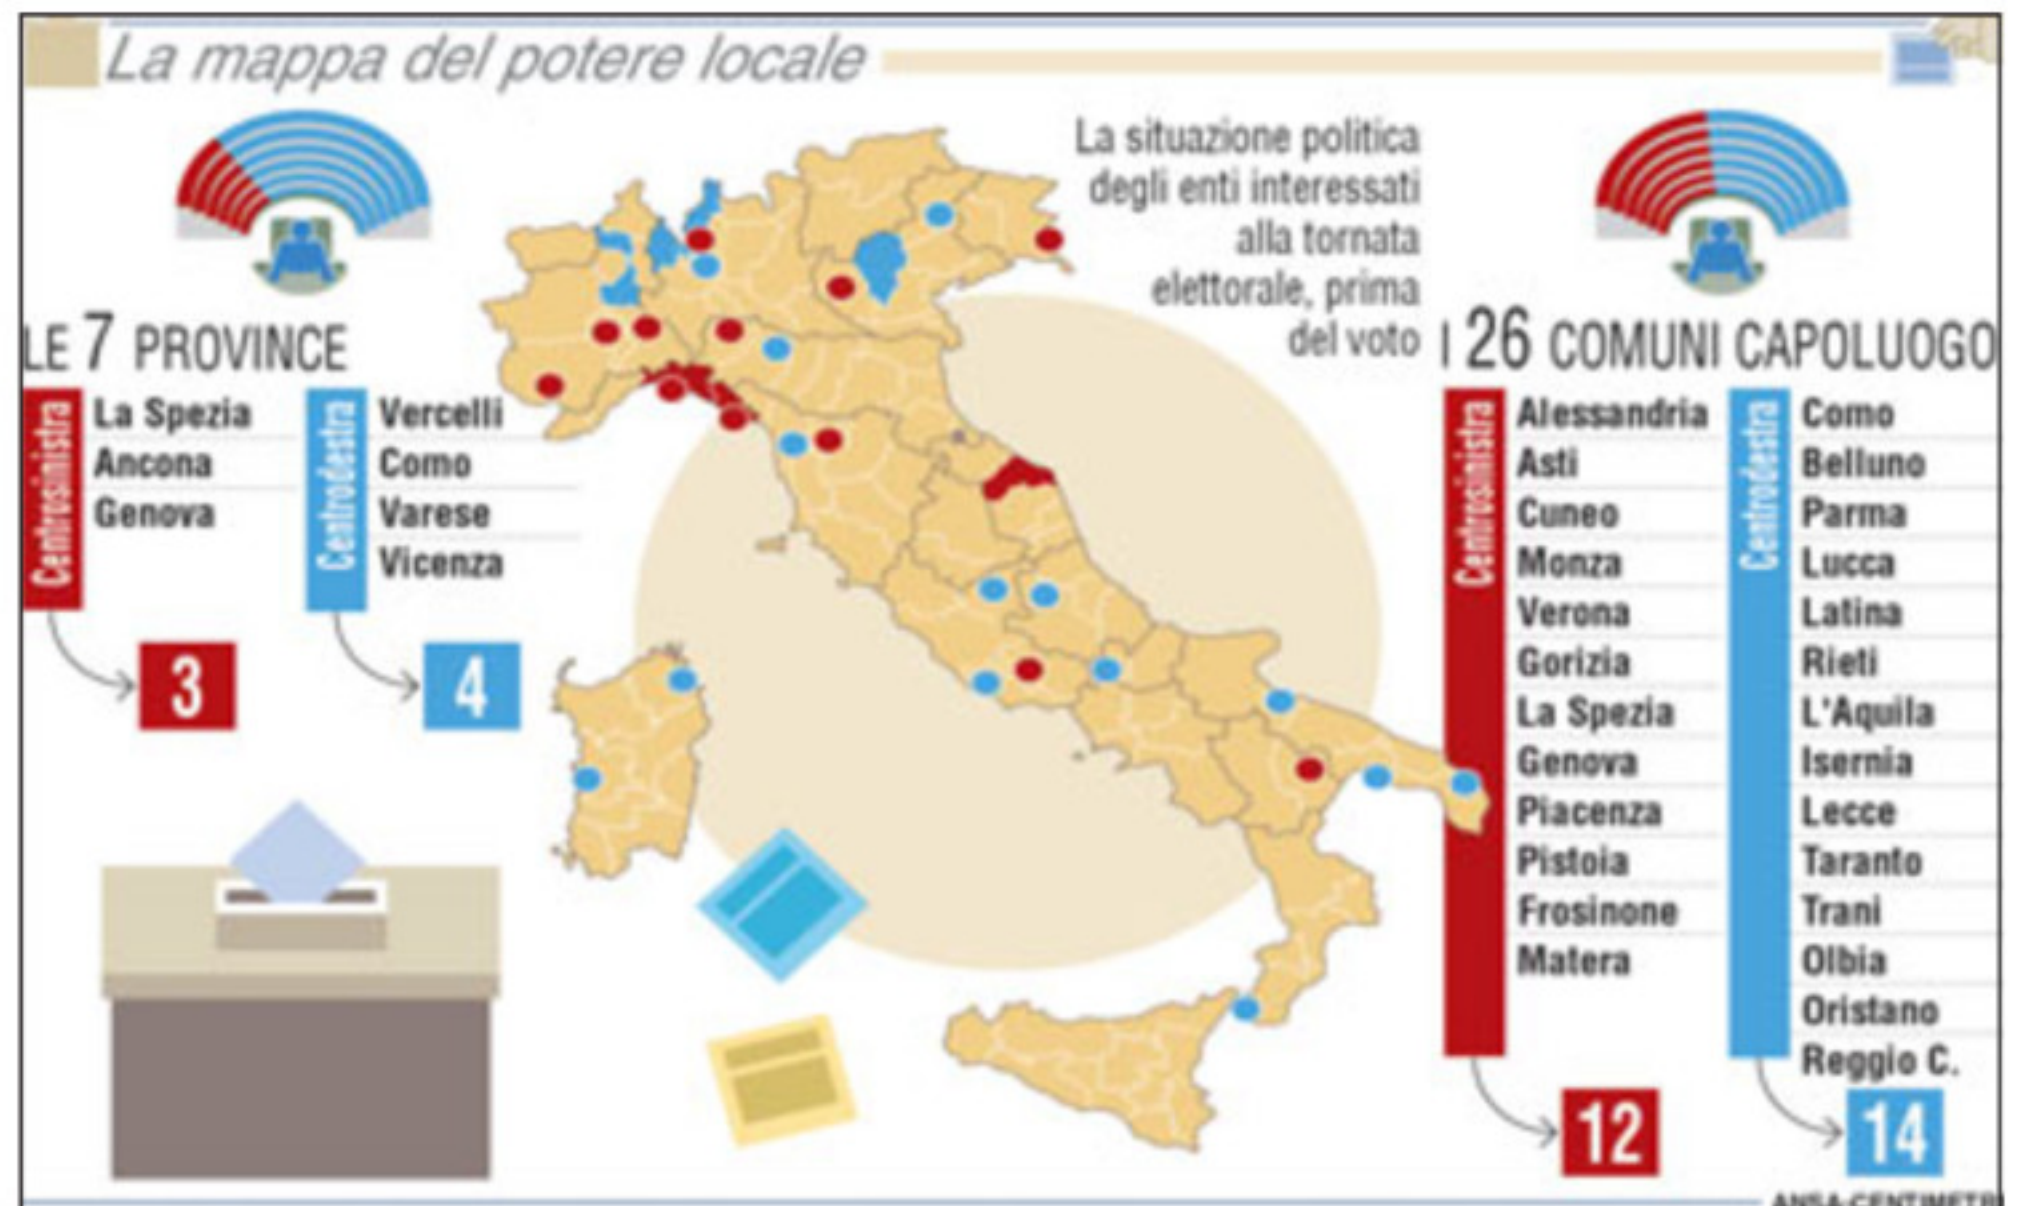 La mappa del potere locale
La situazione politica
degli enti interessati
alla tornata
elettorale, prima
del voto
LE 7 PROVINCE
Centrosinistra
La Spezia
Ancona
Genova
3
Centrodestra
Vercelli
Como
Varese
Vicenza
4
I 26 COMUNI CAPOLUOGO
Centrosinistra
Alessandria
Asti
Cuneo
Monza
Verona
Gorizia
La Spezia
Genova
Piacenza
Pistoia
Frosinone
Matera
12
Centrodestra
Como
Belluno
Parma
Lucca
Latina
Rieti
L'Aquila
Isernia
Lecce
Taranto
Trani
Olbia
Oristano
Reggio C.
14
ANSA-CENTIMETRI